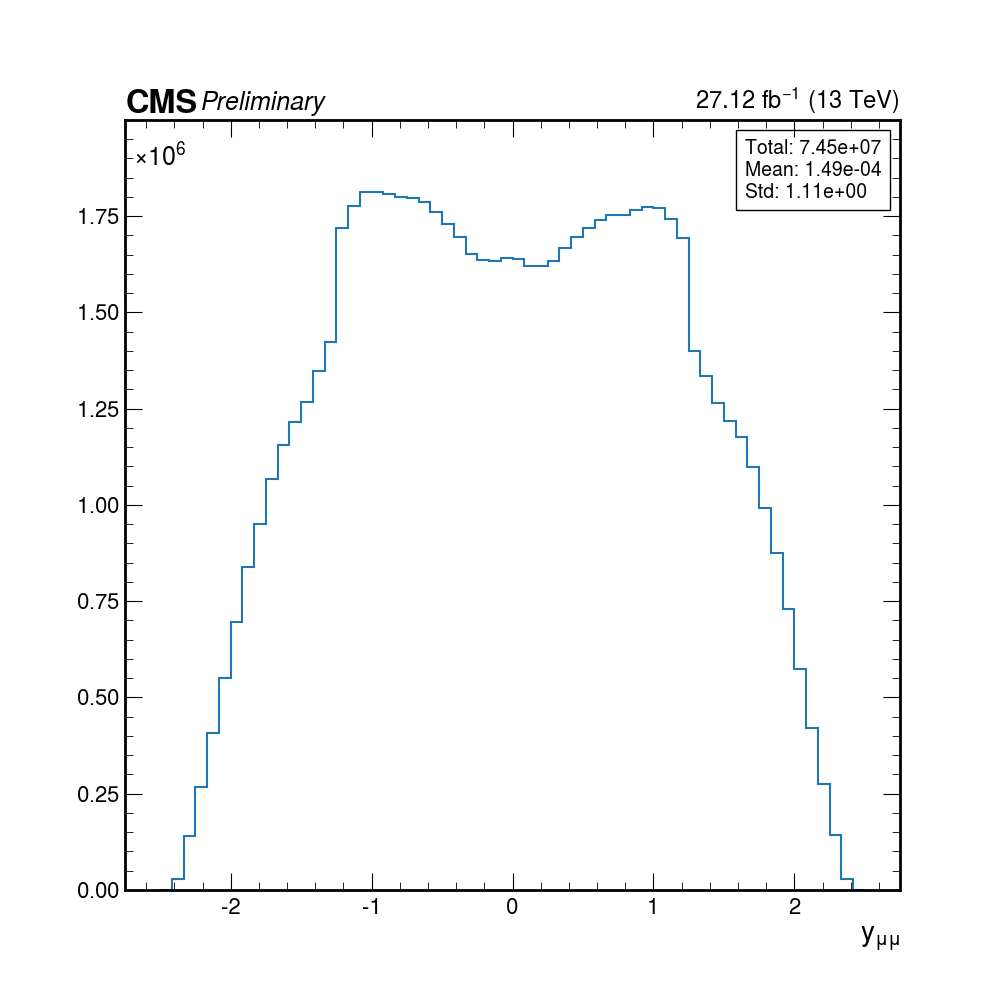 CMS Preliminary 27.12 fb⁻¹ (13 TeV)
×10⁶
Total: 7.45e+07
Mean: 1.49e-04
Std: 1.11e+00
1.75
1.50
1.25
1.00
0.75
0.50
0.25
0.00
-2 -1 0 1 2
y_μμ